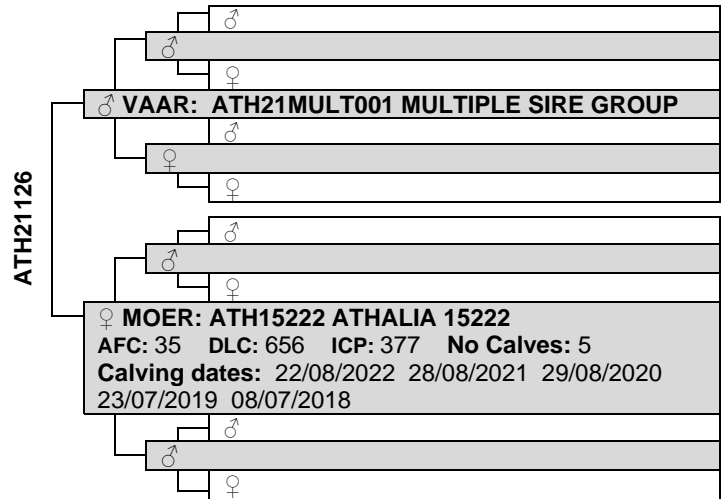 ♂
♂
♀
♂ VAAR: ATH21MULT001 MULTIPLE SIRE GROUP
♂
♀
♀
ATH21126
♂
♂
♀
♀ MOER: ATH15222 ATHALIA 15222
AFC: 35 DLC: 656 ICP: 377 No Calves: 5
Calving dates: 22/08/2022 28/08/2021 29/08/2020
23/07/2019 08/07/2018
♂
♂
♀